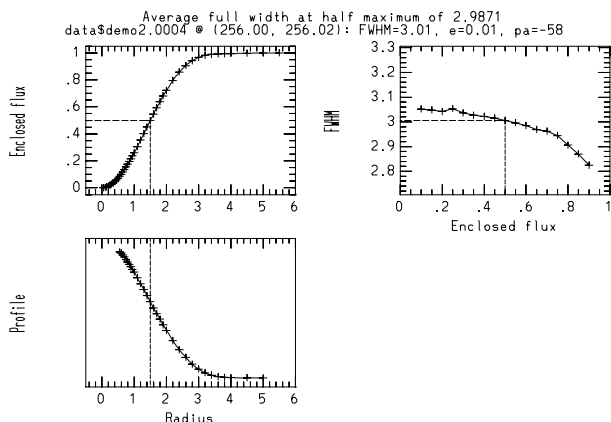 Average full width at half maximum of 2.9871
data$demo2.0004 @ (256.00, 256.02): FWHM=3.01, e=0.01, pa=-58
Enclosed flux
1
.8
.6
.4
.2
0
0 1 2 3 4 5 6
FWHM
3.3
3.2
3.1
3
2.9
2.8
0 .2 .4 .6 .8 1
Enclosed flux
Profile
0 1 2 3 4 5 6
Radius